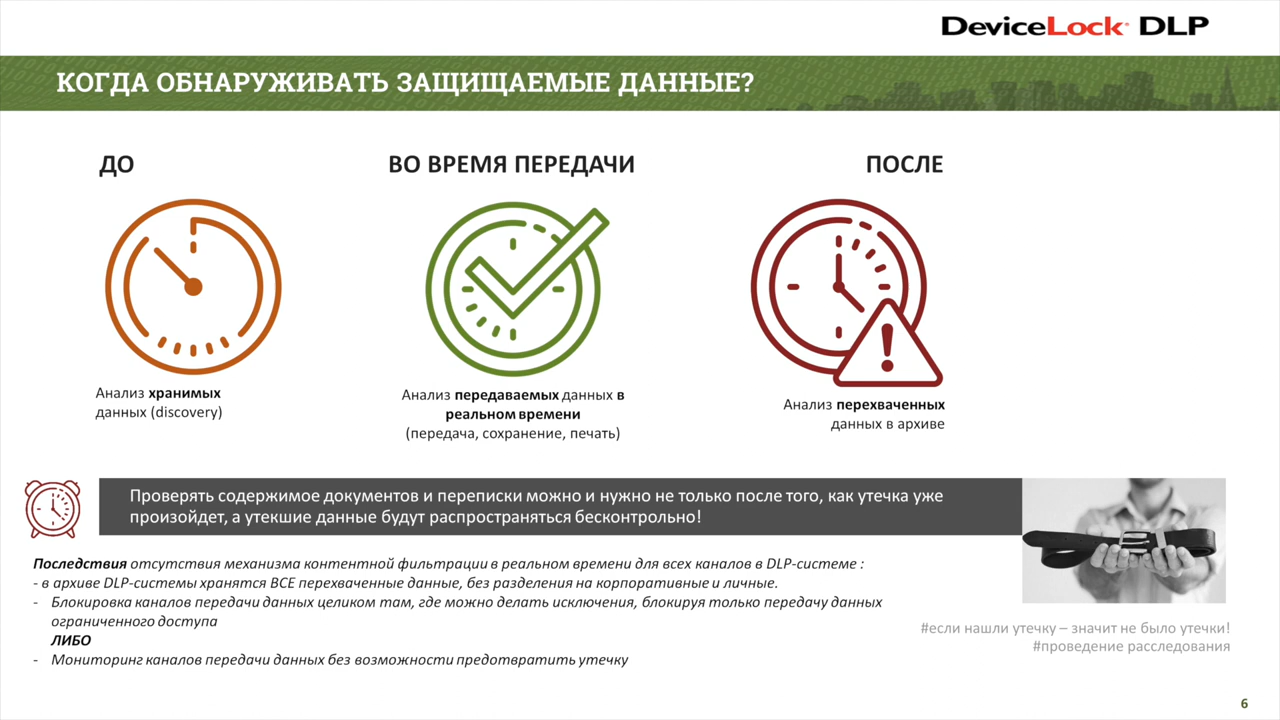 DeviceLock® DLP
КОГДА ОБНАРУЖИВАТЬ ЗАЩИЩАЕМЫЕ ДАННЫЕ?
ДО
ВО ВРЕМЯ ПЕРЕДАЧИ
ПОСЛЕ
Анализ хранимых
данных (discovery)
Анализ передаваемых данных в
реальном времени
(передача, сохранение, печать)
Анализ перехваченных
данных в архиве
Проверять содержимое документов и переписки можно и нужно не только после того, как утечка уже
произойдет, а утекшие данные будут распространяться бесконтрольно!
Последствия отсутствия механизма контентной фильтрации в реальном времени для всех каналов в DLP-системе :
- в архиве DLP-системы хранятся ВСЕ перехваченные данные, без разделения на корпоративные и личные.
- Блокировка каналов передачи данных целиком там, где можно делать исключения, блокируя только передачу данных
ограниченного доступа
ЛИБО
- Мониторинг каналов передачи данных без возможности предотвратить утечку
#если нашли утечку – значит не было утечки!
#проведение расследования
6